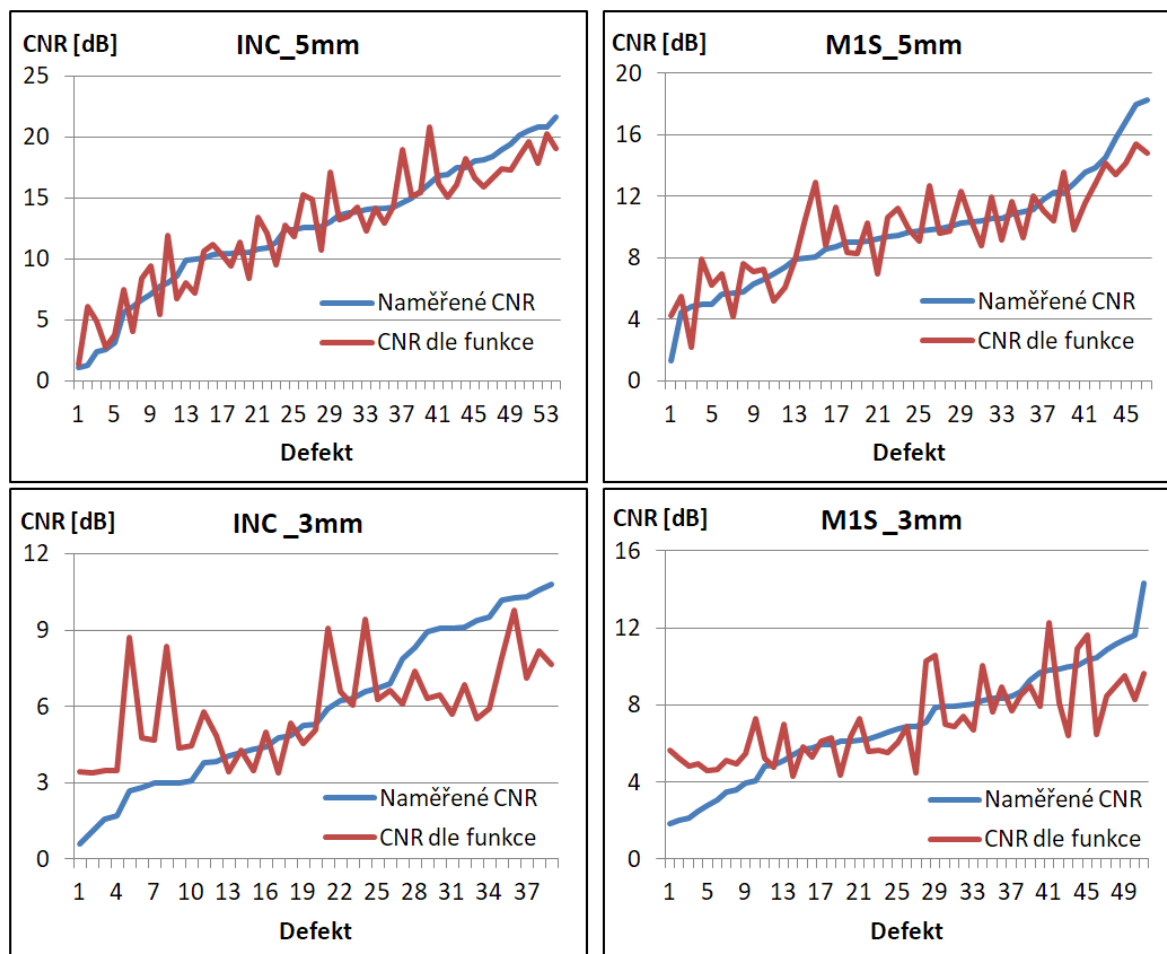 CNR [dB]
INC_5mm
25
20
15
10
5
0
Naměřené CNR
CNR dle funkce
1 5 9 13 17 21 25 29 33 37 41 45 49 53
Defekt
CNR [dB]
M1S_5mm
20
16
12
8
4
0
Naměřené CNR
CNR dle funkce
1 5 9 13 17 21 25 29 33 37 41 45
Defekt
CNR [dB]
INC _3mm
12
9
6
3
0
Naměřené CNR
CNR dle funkce
1 4 7 10 13 16 19 22 25 28 31 34 37
Defekt
CNR [dB]
M1S _3mm
16
12
8
4
0
Naměřené CNR
CNR dle funkce
1 5 9 13 17 21 25 29 33 37 41 45 49
Defekt